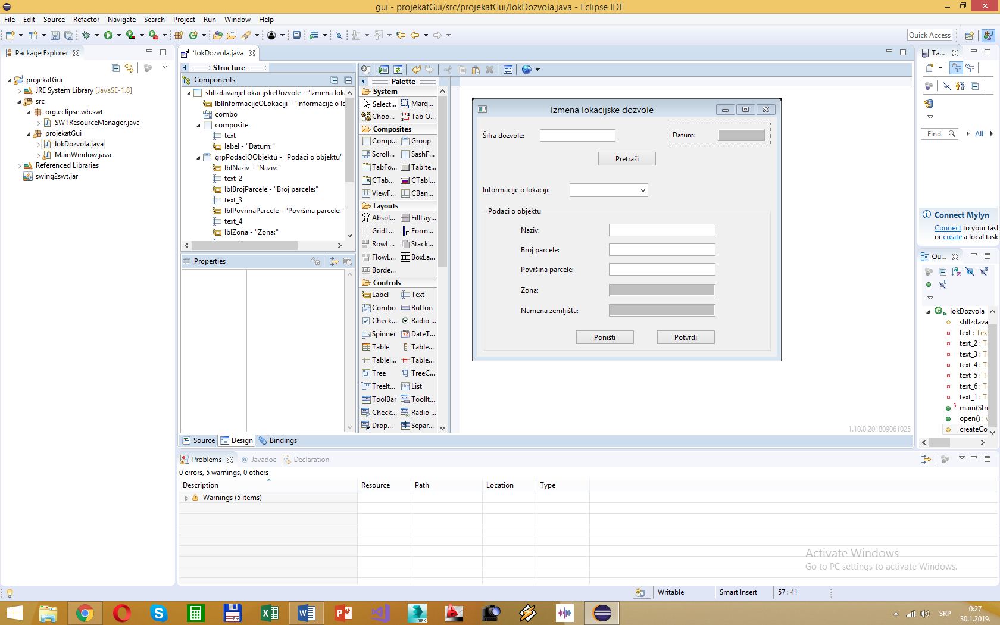 gui - projekatGui/src/projekatGui/lokDozvola.java - Eclipse IDE
File Edit Source Refactor Navigate Search Project Run Window Help
Quick Access
Package Explorer
projekatGui
JRE System Library [JavaSE-1.8]
src
org.eclipse.wb.swt
SWTResourceManager.java
projekatGui
lokDozvola.java
MainWindow.java
Referenced Libraries
swing2swt.jar
*lokDozvola.java
Structure
Components
shlIzdavanjeLokacijskeDozvole - "Izmena lok
lblInformacijeOLokaciji - "Informacije o lo
combo
composite
text
label - "Datum:"
grpPodaciOObjektu - "Podaci o objektu"
lblNaziv - "Naziv:"
text_2
lblBrojParcele - "Broj parcele:"
text_3
lblPovrinaParcele - "Površina parcele:"
text_4
lblZona - "Zona:"
Properties
Palette
System
Select... Marq...
Choo... Tab O...
Composites
Comp... Group
Scroll... SashF...
TabFo... TabIte...
CTab... CTabI...
ViewF... CBan...
Layouts
Absol... FillLay...
GridL... Form...
RowL... Stack...
FlowL... BoxLa...
Borde...
Controls
Label Text
Combo Button
Check... Radio ...
Spinner DateT...
Table Table...
TableI... Table...
Tree TreeC...
TreeIt... List
ToolBar ToolIt...
Check... Radio ...
Drop... Separ...
Izmena lokacijske dozvole
Šifra dozvole:
Datum:
Pretraži
Informacije o lokaciji:
Podaci o objektu
Naziv:
Broj parcele:
Površina parcele:
Zona:
Namena zemljišta:
Poništi Potvrdi
1.10.0.201809061025
Source Design Bindings
Ta...
Find All
Connect Mylyn
Connect to your task
or create a local task
Ou...
lokDozvola
shlIzdava
text : Tex
text_2 : T
text_3 : T
text_4 : T
text_5 : T
text_6 : T
text_1 : T
main(Stri
open() : v
createCo
Problems Javadoc Declaration
0 errors, 5 warnings, 0 others
Description Resource Path Location Type
Warnings (5 items)
Activate Windows
Go to PC settings to activate Windows.
Writable Smart Insert 57 : 41
SRP
0:27
30.1.2019.